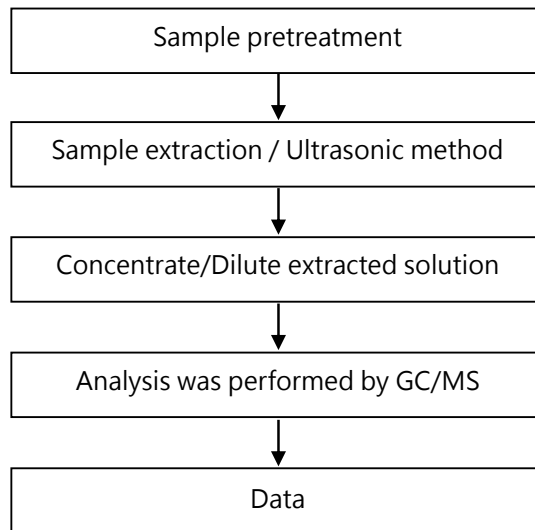 Sample pretreatment
Sample extraction / Ultrasonic method
Concentrate/Dilute extracted solution
Analysis was performed by GC/MS
Data